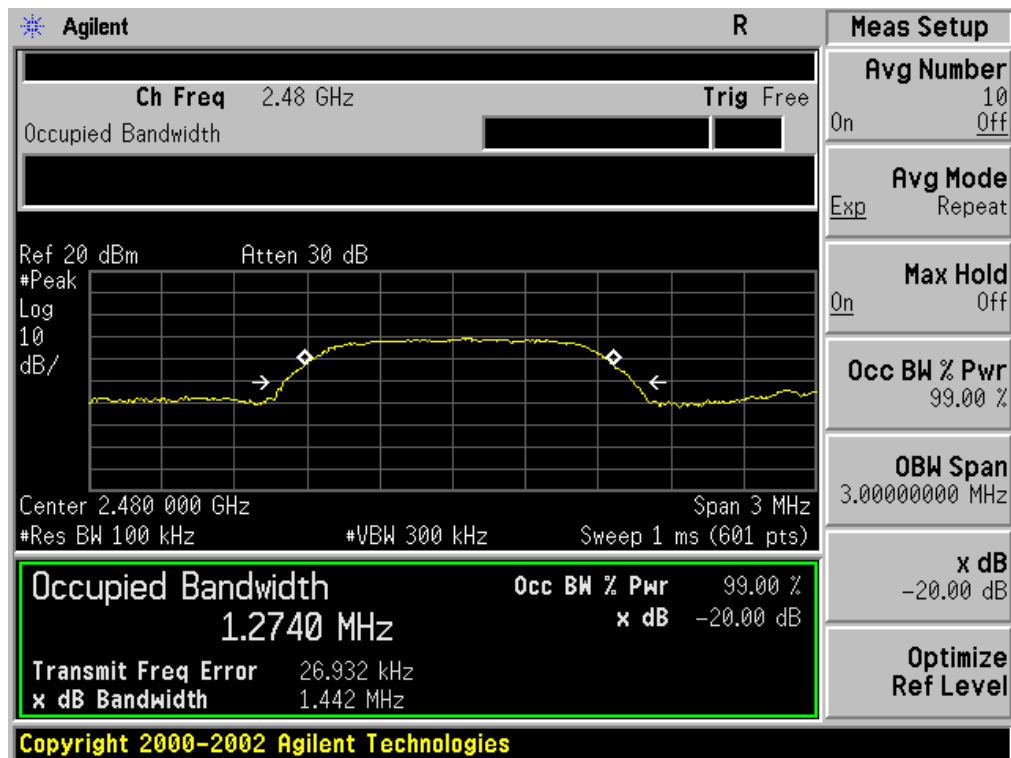 Agilent R Meas Setup
Ch Freq 2.48 GHz Trig Free
Occupied Bandwidth
Ref 20 dBm Atten 30 dB
#Peak
Log
10
dB/
Center 2.480 000 GHz Span 3 MHz
#Res BW 100 kHz #VBW 300 kHz Sweep 1 ms (601 pts)
Occupied Bandwidth Occ BW % Pwr 99.00 %
1.2740 MHz x dB -20.00 dB
Transmit Freq Error 26.932 kHz
x dB Bandwidth 1.442 MHz
Copyright 2000-2002 Agilent Technologies
Avg Number
10
On Off
Avg Mode
Exp Repeat
Max Hold
On Off
Occ BW % Pwr
99.00 %
OBW Span
3.00000000 MHz
x dB
-20.00 dB
Optimize
Ref Level